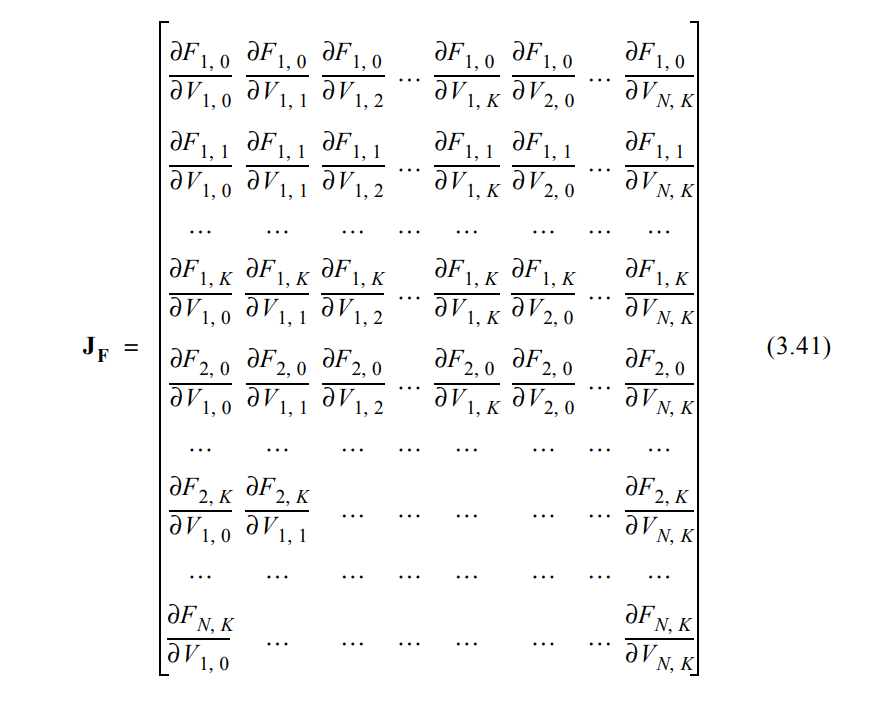 \mathbf{J_F} = \begin{bmatrix}
\frac{\partial F_{1,0}}{\partial V_{1,0}} & \frac{\partial F_{1,0}}{\partial V_{1,1}} & \frac{\partial F_{1,0}}{\partial V_{1,2}} & \cdots & \frac{\partial F_{1,0}}{\partial V_{1,K}} & \frac{\partial F_{1,0}}{\partial V_{2,0}} & \cdots & \frac{\partial F_{1,0}}{\partial V_{N,K}} \\
\frac{\partial F_{1,1}}{\partial V_{1,0}} & \frac{\partial F_{1,1}}{\partial V_{1,1}} & \frac{\partial F_{1,1}}{\partial V_{1,2}} & \cdots & \frac{\partial F_{1,1}}{\partial V_{1,K}} & \frac{\partial F_{1,1}}{\partial V_{2,0}} & \cdots & \frac{\partial F_{1,1}}{\partial V_{N,K}} \\
\cdots & \cdots & \cdots & \cdots & \cdots & \cdots & \cdots & \cdots \\
\frac{\partial F_{1,K}}{\partial V_{1,0}} & \frac{\partial F_{1,K}}{\partial V_{1,1}} & \frac{\partial F_{1,K}}{\partial V_{1,2}} & \cdots & \frac{\partial F_{1,K}}{\partial V_{1,K}} & \frac{\partial F_{1,K}}{\partial V_{2,0}} & \cdots & \frac{\partial F_{1,K}}{\partial V_{N,K}} \\
\frac{\partial F_{2,0}}{\partial V_{1,0}} & \frac{\partial F_{2,0}}{\partial V_{1,1}} & \frac{\partial F_{2,0}}{\partial V_{1,2}} & \cdots & \frac{\partial F_{2,0}}{\partial V_{1,K}} & \frac{\partial F_{2,0}}{\partial V_{2,0}} & \cdots & \frac{\partial F_{2,0}}{\partial V_{N,K}} \\
\cdots & \cdots & \cdots & \cdots & \cdots & \cdots & \cdots & \cdots \\
\frac{\partial F_{2,K}}{\partial V_{1,0}} & \frac{\partial F_{2,K}}{\partial V_{1,1}} & \cdots & \cdots & \cdots & \cdots & \cdots & \frac{\partial F_{2,K}}{\partial V_{N,K}} \\
\cdots & \cdots & \cdots & \cdots & \cdots & \cdots & \cdots & \cdots \\
\frac{\partial F_{N,K}}{\partial V_{1,0}} & \cdots & \cdots & \cdots & \cdots & \cdots & \cdots & \frac{\partial F_{N,K}}{\partial V_{N,K}}
\end{bmatrix} (3.41)